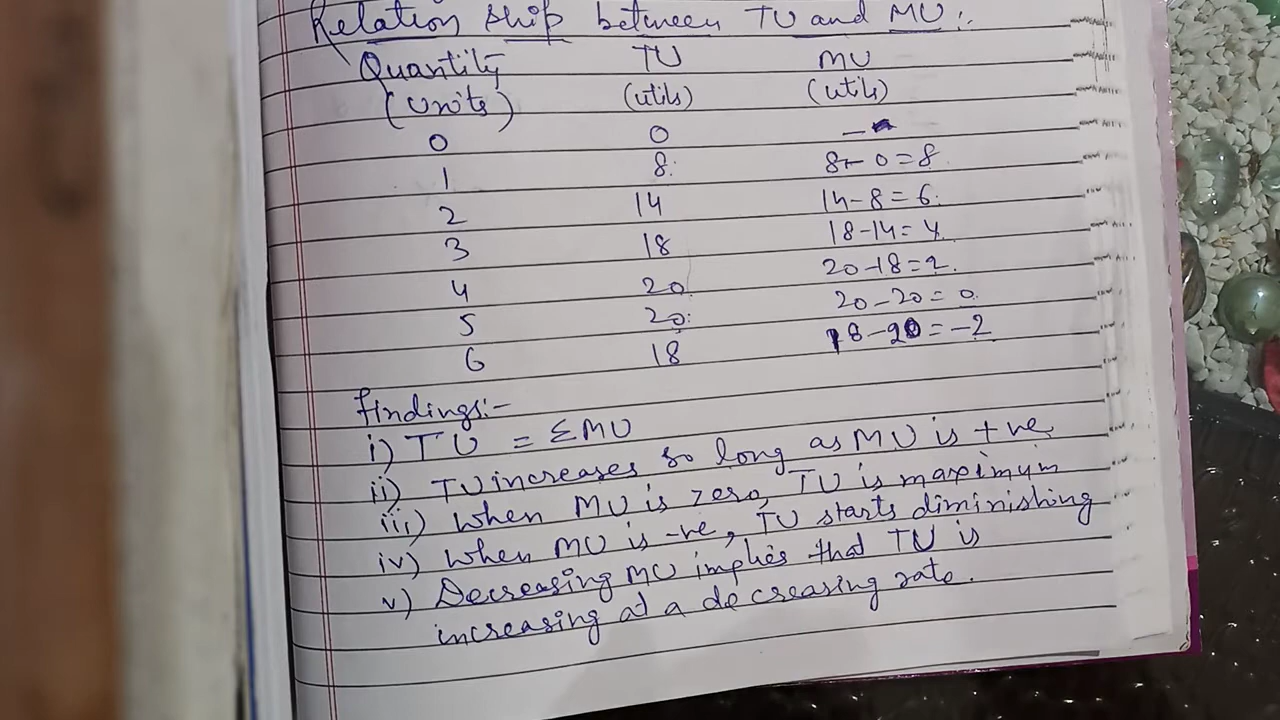 Relation ship between TU and MU :.
Quantity TU MU
(Units) (utils) (utils)
0 0 -
1 8 8-0=8
2 14 14-8=6
3 18 18-14=4
4 20 20-18=2
5 20 20-20=0
6 18 18-20=-2
findings:-
i) TU = ΣMU
ii) TU increases so long as MU is +ve
iii) When MU is zero, TU is maximum
iv) When MU is -ve, TU starts diminishing
v) Decreasing MU implies that TU is
increasing at a decreasing rate.